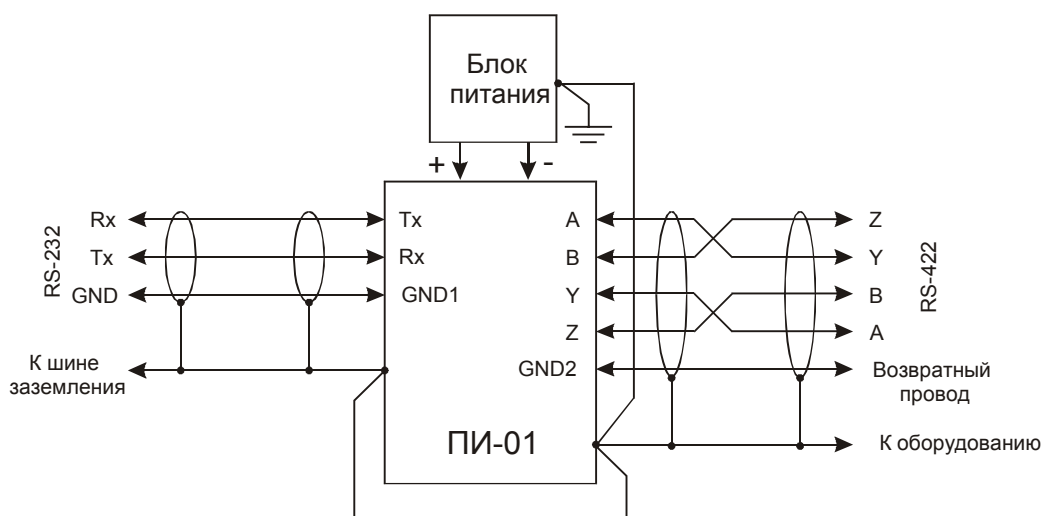 Блок
питания
+
-
RS-232
Rx
Tx
GND
К шине
заземления
Tx
Rx
GND1
A
B
Y
Z
GND2
ПИ-01
Z
Y
B
A
RS-422
Возвратный
провод
К оборудованию